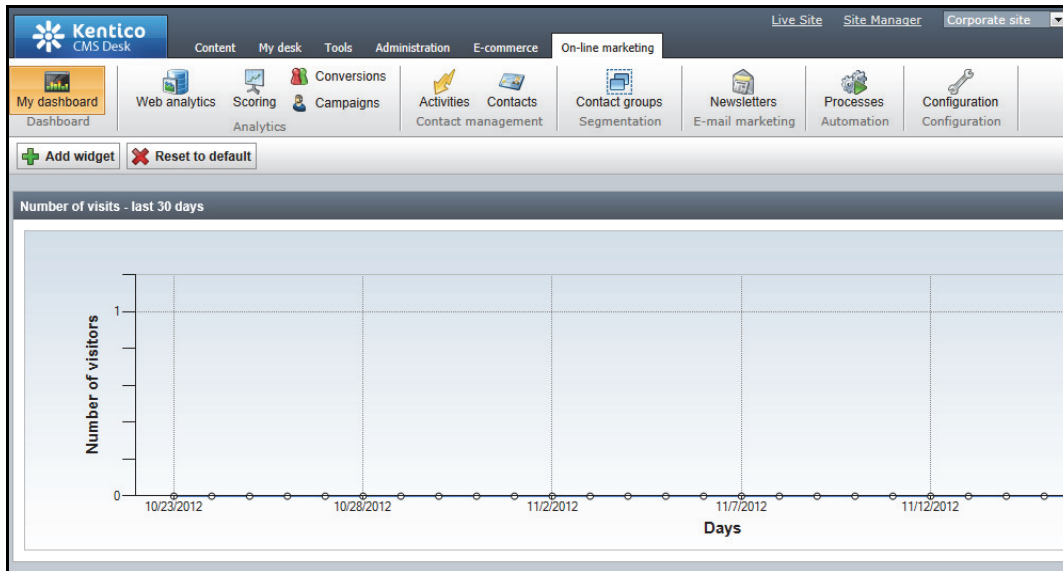 Live Site Site Manager Corporate site
Kentico
CMS Desk
Content My desk Tools Administration E-commerce On-line marketing
My dashboard
Dashboard
Web analytics Scoring Conversions
Campaigns
Analytics
Activities Contacts
Contact management
Contact groups
Segmentation
Newsletters
E-mail marketing
Processes
Automation
Configuration
Configuration
Add widget Reset to default
Number of visits - last 30 days
Number of visitors
1
0
10/23/2012 10/28/2012 11/2/2012 11/7/2012 11/12/2012
Days